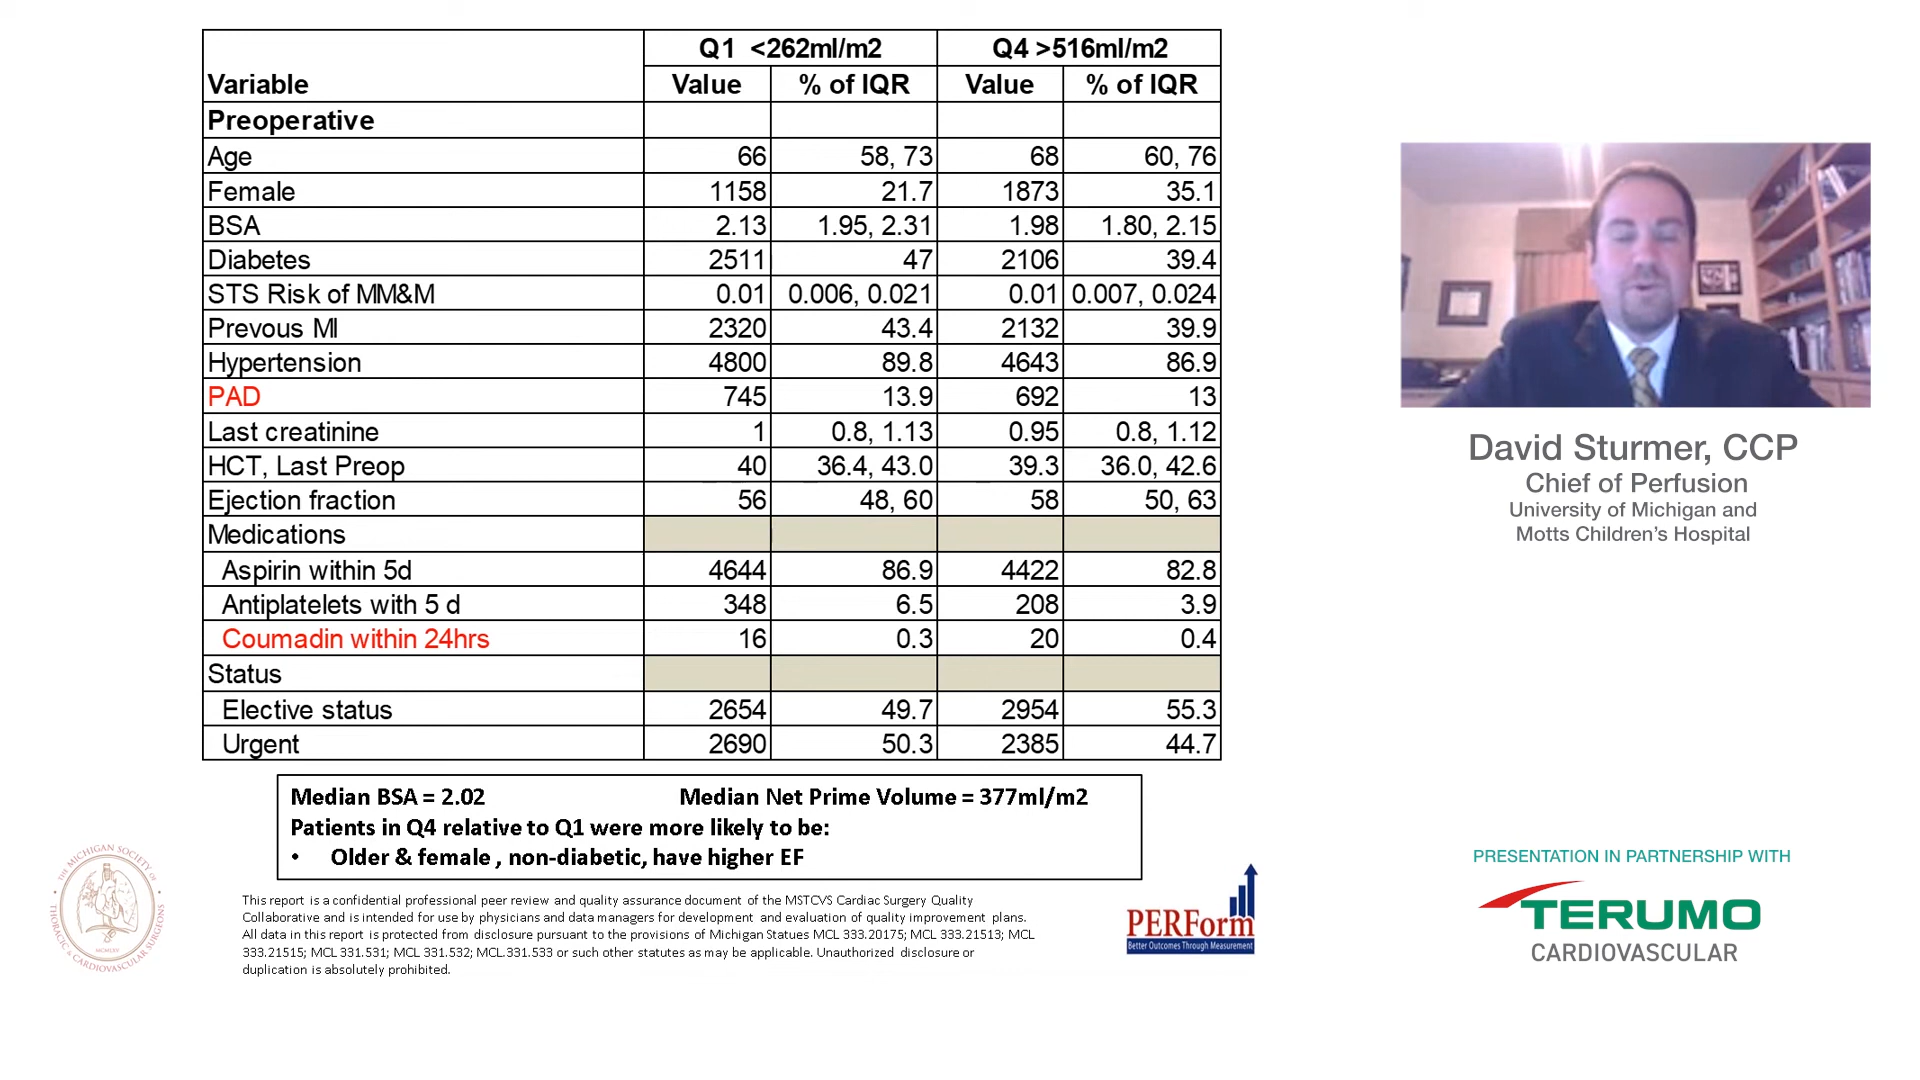 Q1 <262ml/m2 Q4 >516ml/m2
Variable Value % of IQR Value % of IQR
Preoperative
Age 66 58, 73 68 60, 76
Female 1158 21.7 1873 35.1
BSA 2.13 1.95, 2.31 1.98 1.80, 2.15
Diabetes 2511 47 2106 39.4
STS Risk of MM&M 0.01 0.006, 0.021 0.01 0.007, 0.024
Prevous MI 2320 43.4 2132 39.9
Hypertension 4800 89.8 4643 86.9
PAD 745 13.9 692 13
Last creatinine 1 0.8, 1.13 0.95 0.8, 1.12
HCT, Last Preop 40 36.4, 43.0 39.3 36.0, 42.6
Ejection fraction 56 48, 60 58 50, 63
Medications
Aspirin within 5d 4644 86.9 4422 82.8
Antiplatelets with 5 d 348 6.5 208 3.9
Coumadin within 24hrs 16 0.3 20 0.4
Status
Elective status 2654 49.7 2954 55.3
Urgent 2690 50.3 2385 44.7
Median BSA = 2.02 Median Net Prime Volume = 377ml/m2
Patients in Q4 relative to Q1 were more likely to be:
• Older & female , non-diabetic, have higher EF
This report is a confidential professional peer review and quality assurance document of the MSTCVS Cardiac Surgery Quality
Collaborative and is intended for use by physicians and data managers for development and evaluation of quality improvement plans.
All data in this report is protected from disclosure pursuant to the provisions of Michigan Statues MCL 333.20175; MCL 333.21513; MCL
333.21515; MCL 331.531; MCL 331.532; MCL.331.533 or such other statutes as may be applicable. Unauthorized disclosure or
duplication is absolutely prohibited.
THE MICHIGAN SOCIETY OF
THORACIC & CARDIOVASCULAR SURGEONS
MCMLXV
PERForm
Better Outcomes Through Measurement
David Sturmer, CCP
Chief of Perfusion
University of Michigan and
Motts Children's Hospital
PRESENTATION IN PARTNERSHIP WITH
TERUMO
CARDIOVASCULAR